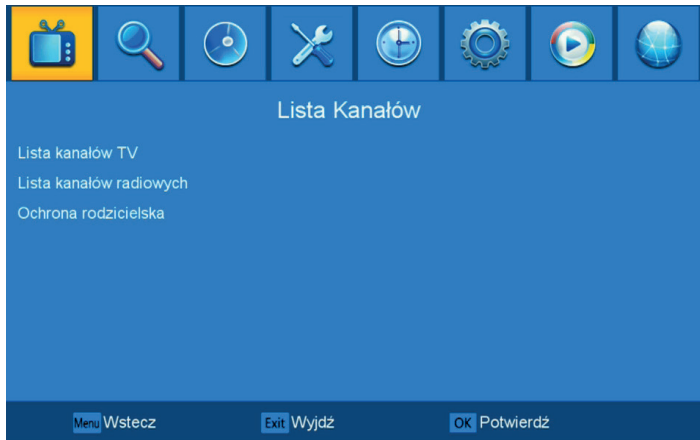 Lista Kanałów
Lista kanałów TV
Lista kanałów radiowych
Ochrona rodzicielska
Menu Wstecz Exit Wyjdź OK Potwierdź